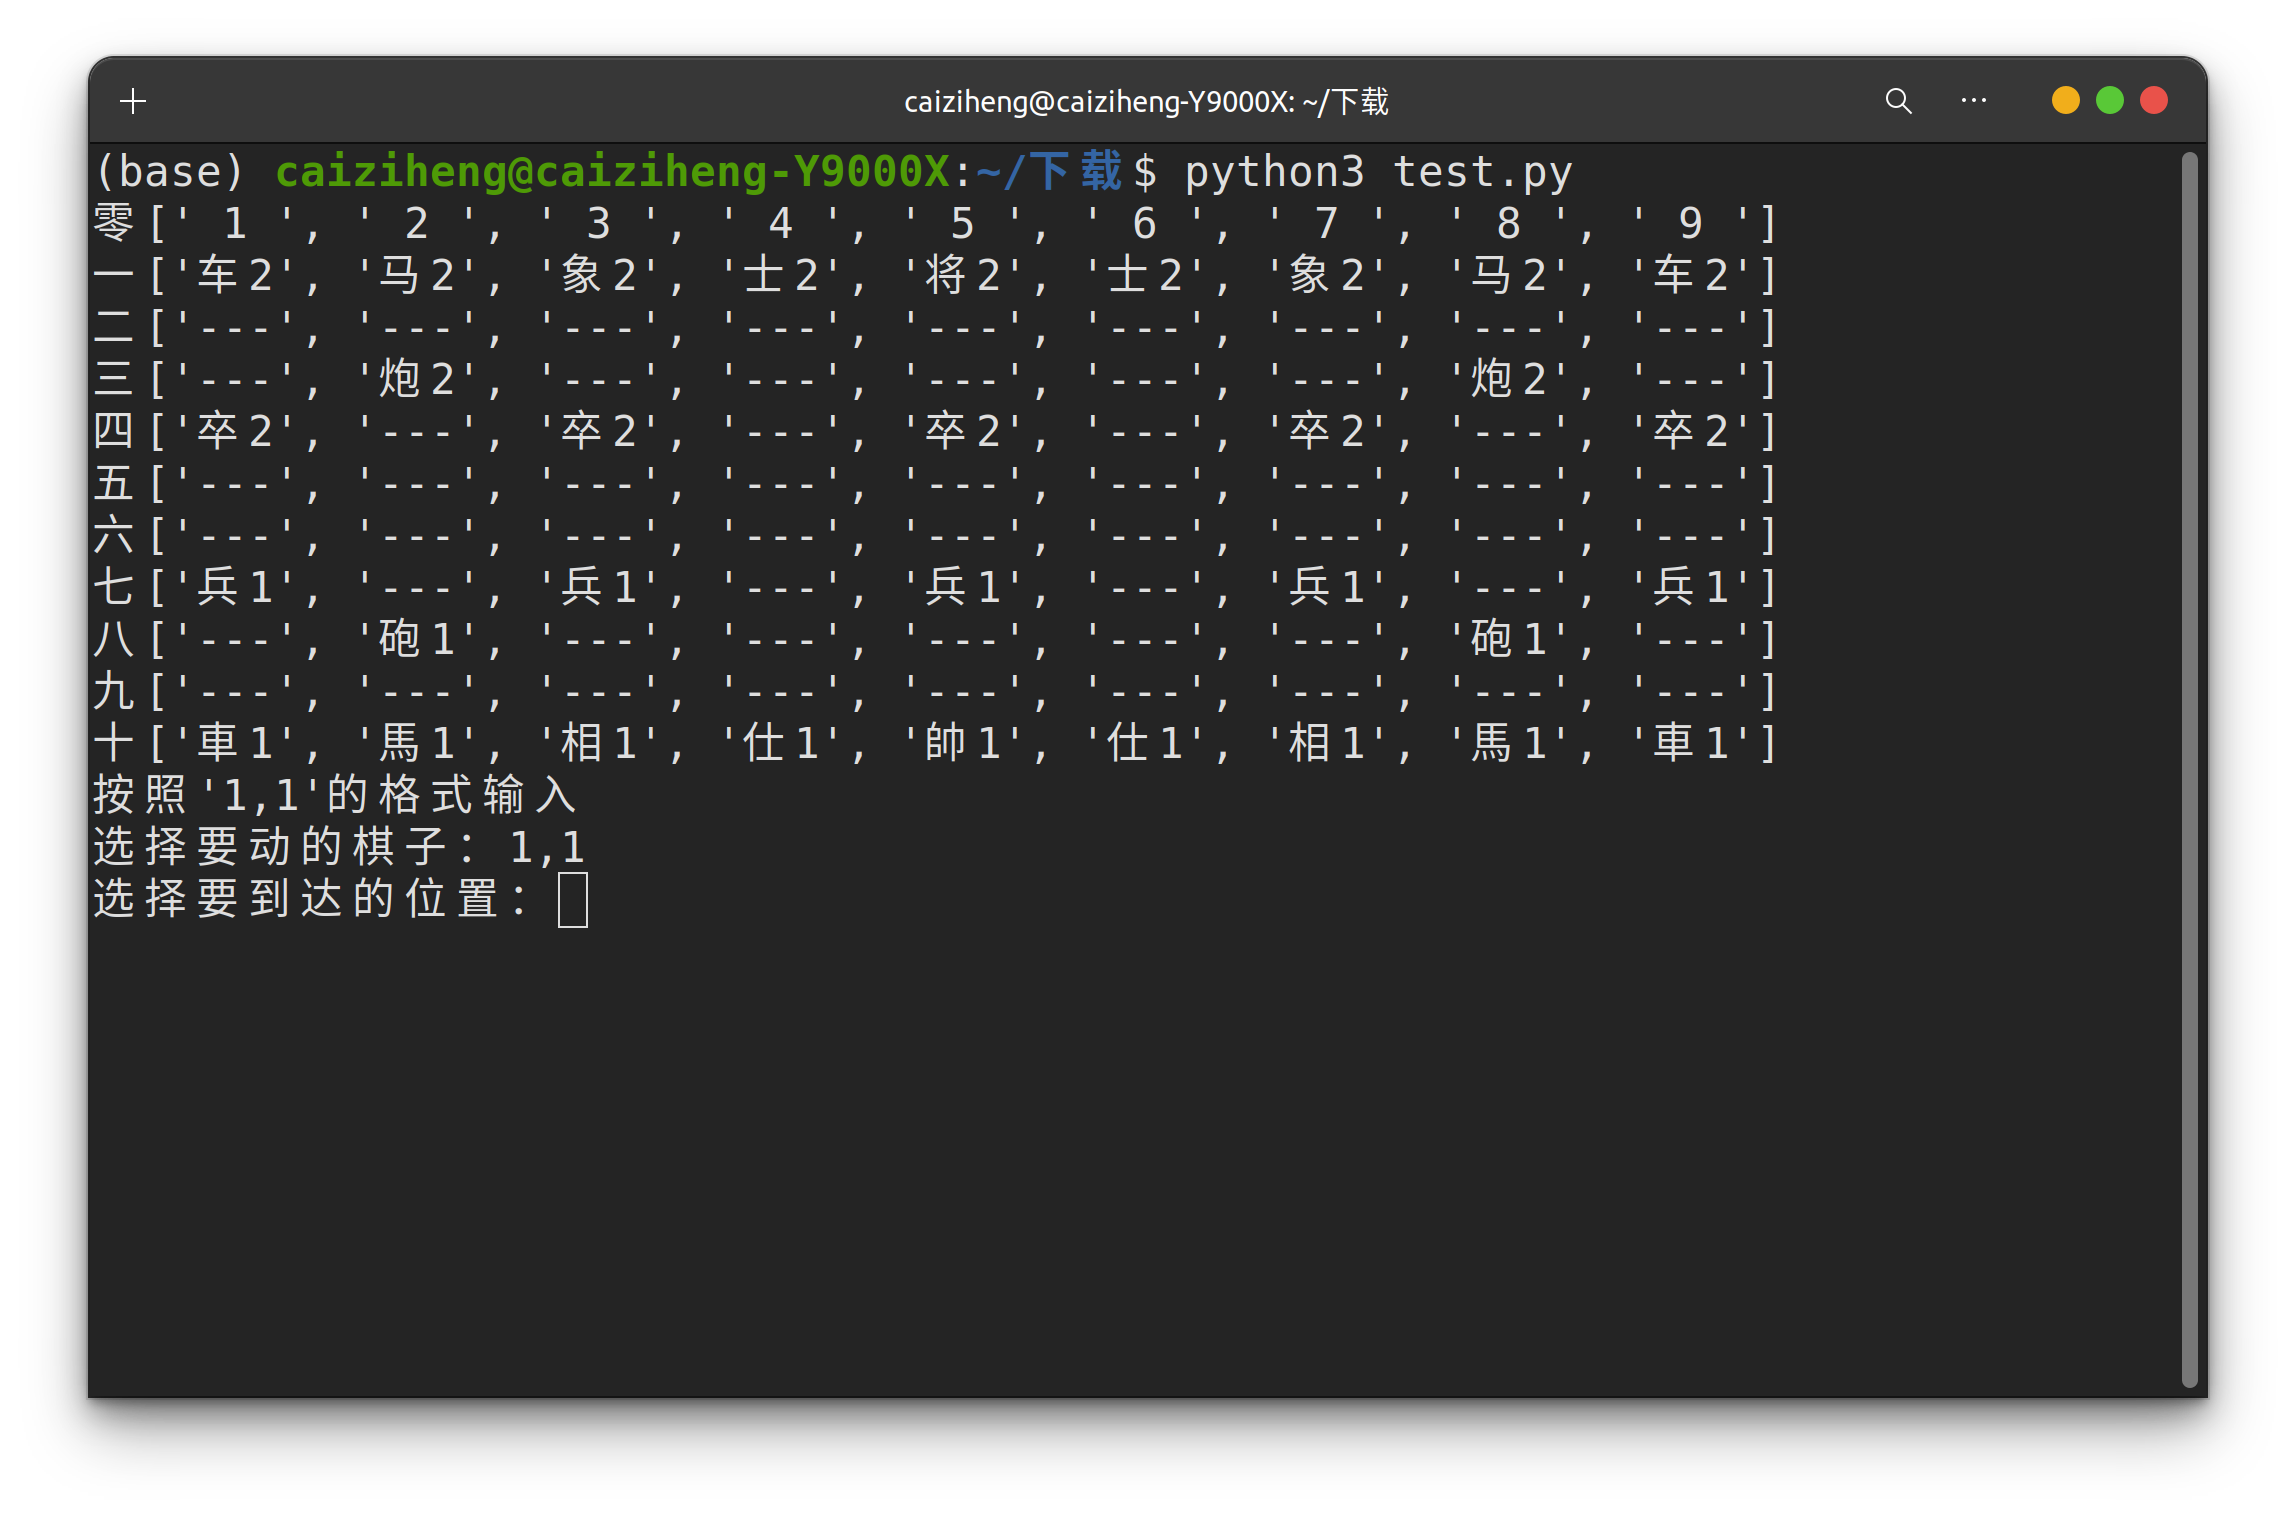 caiziheng@caiziheng-Y9000X: ~/下载
(base) caiziheng@caiziheng-Y9000X:~/下载$ python3 test.py
零[' 1 ', ' 2 ', ' 3 ', ' 4 ', ' 5 ', ' 6 ', ' 7 ', ' 8 ', ' 9 ']
一['车2', '马2', '象2', '士2', '将2', '士2', '象2', '马2', '车2']
二['---', '---', '---', '---', '---', '---', '---', '---', '---']
三['---', '炮2', '---', '---', '---', '---', '---', '炮2', '---']
四['卒2', '---', '卒2', '---', '卒2', '---', '卒2', '---', '卒2']
五['---', '---', '---', '---', '---', '---', '---', '---', '---']
六['---', '---', '---', '---', '---', '---', '---', '---', '---']
七['兵1', '---', '兵1', '---', '兵1', '---', '兵1', '---', '兵1']
八['---', '砲1', '---', '---', '---', '---', '---', '砲1', '---']
九['---', '---', '---', '---', '---', '---', '---', '---', '---']
十['車1', '馬1', '相1', '仕1', '帥1', '仕1', '相1', '馬1', '車1']
按照'1,1'的格式输入
选择要动的棋子：1,1
选择要到达的位置：